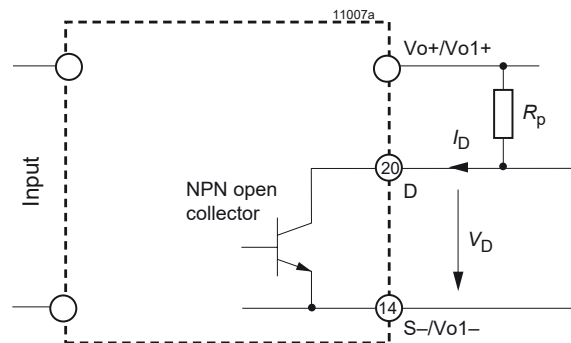 11007a
Vo+/Vo1+
Rp
ID
20
D
NPN open
collector
Input
VD
14
S–/Vo1–